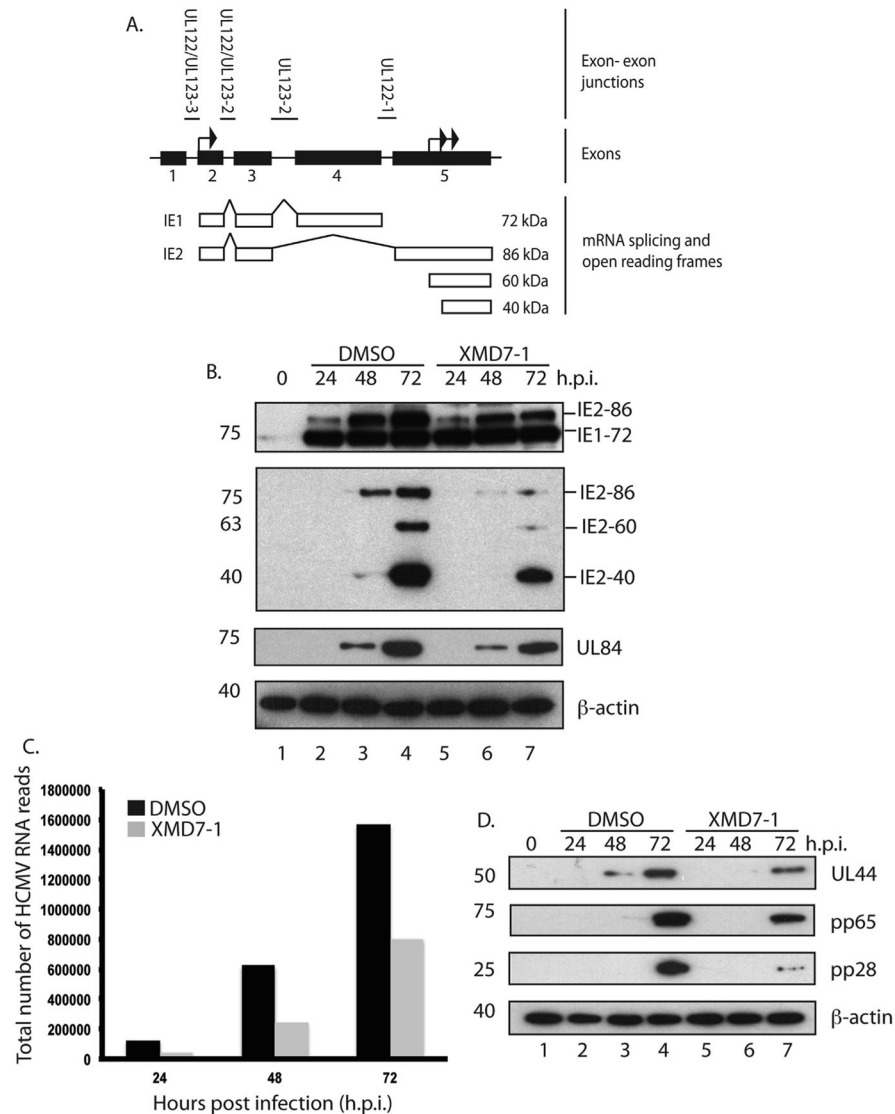 A.
UL122/UL123-3
UL122/UL123-2
UL123-2
UL122-1
Exon- exon
junctions
Exons
1 2 3 4 5
IE1 72 kDa
IE2 86 kDa
60 kDa
40 kDa
mRNA splicing and
open reading frames
B.
DMSO XMD7-1
0 24 48 72 24 48 72 h.p.i.
IE2-86
75 IE1-72
75 IE2-86
63 IE2-60
40 IE2-40
75 UL84
40 β-actin
1 2 3 4 5 6 7
C.
Total number of HCMV RNA reads
1800000
1600000
1400000
1200000
1000000
800000
600000
400000
200000
0
DMSO
XMD7-1
24 48 72
Hours post infection (h.p.i.)
D.
DMSO XMD7-1
0 24 48 72 24 48 72 h.p.i.
50 UL44
75 pp65
25 pp28
40 β-actin
1 2 3 4 5 6 7